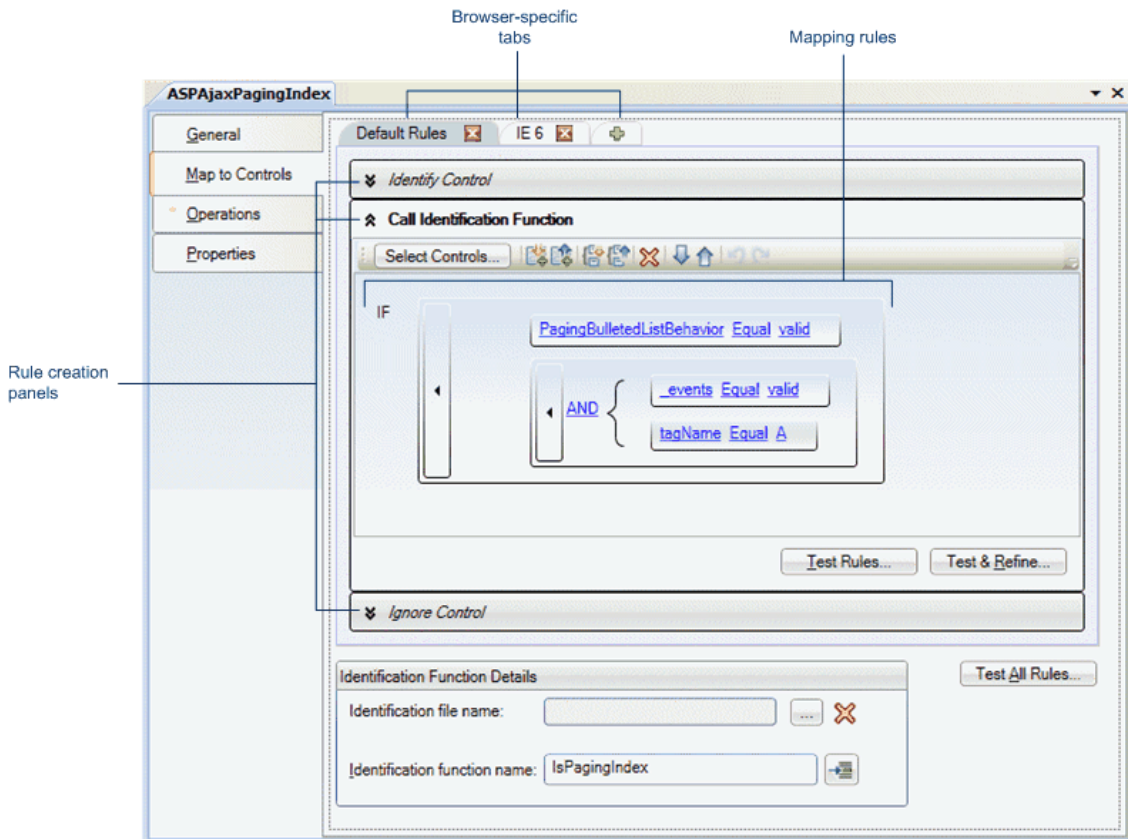 Browser-specific
tabs
Mapping rules
ASPAjaxPagingIndex
General
Map to Controls
Operations
Properties
Default Rules
IE 6
Identify Control
Call Identification Function
Select Controls...
IF
PagingBulletedListBehavior Equal valid
AND
_events Equal valid
tagName Equal A
Rule creation
panels
Test Rules...
Test & Refine...
Ignore Control
Identification Function Details
Test All Rules...
Identification file name:
...
Identification function name:
IsPagingIndex